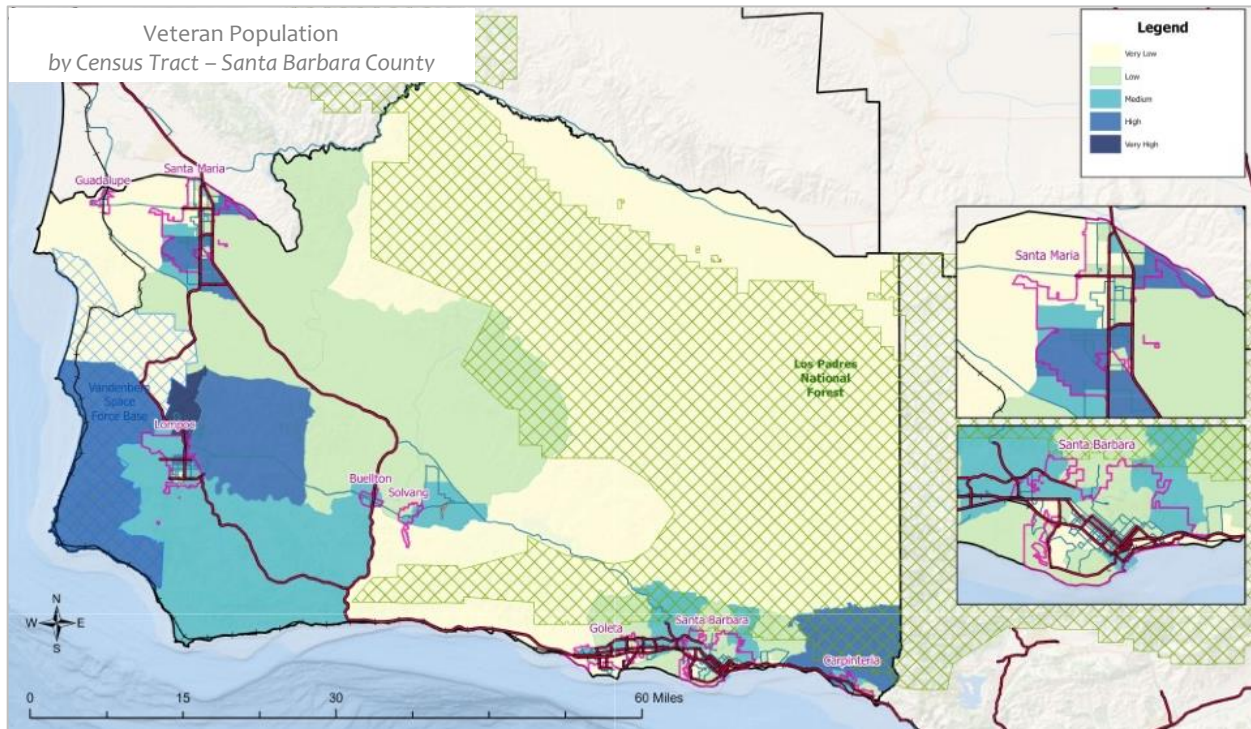 Veteran Population
by Census Tract – Santa Barbara County
Legend
Very Low
Low
Medium
High
Very High
Santa Maria
Guadalupe
Santa Maria
Los Padres
National
Forest
Vandenberg
Space
Force Base
Lompoc
Buellton
Solvang
Santa Barbara
Goleta
Santa Barbara
Carpinteria
N
W E
S
0 15 30 60 Miles